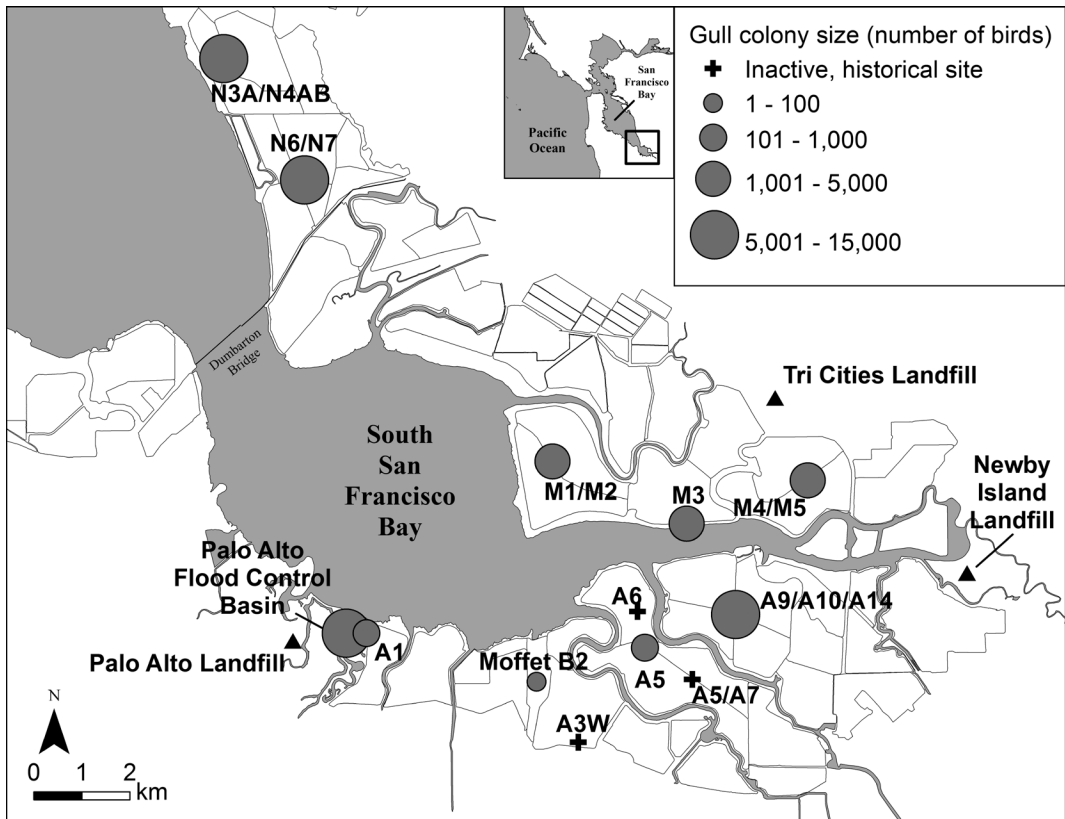 Gull colony size (number of birds)
Inactive, historical site
1 - 100
101 - 1,000
1,001 - 5,000
5,001 - 15,000
San
Francisco
Bay
Pacific
Ocean
N3A/N4AB
N6/N7
Dumbarton
Bridge
Tri Cities Landfill
South
San
Francisco
Bay
M1/M2
M3
M4/M5
Newby
Island
Landfill
Palo Alto
Flood Control
Basin
A6
A9/A10/A14
Palo Alto Landfill
A1
Moffet B2
A5
A5/A7
A3W
N
0 1 2
km